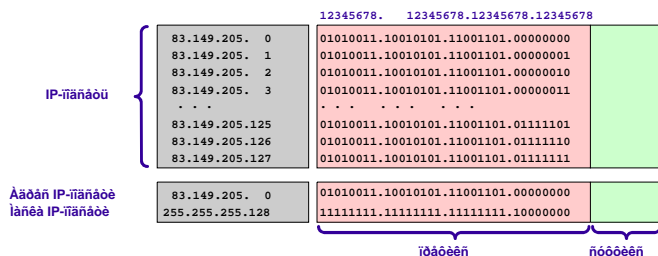 12345678. 12345678.12345678.12345678
83.149.205. 0 01010011.10010101.11001101.00000000
83.149.205. 1 01010011.10010101.11001101.00000001
83.149.205. 2 01010011.10010101.11001101.00000010
83.149.205. 3 01010011.10010101.11001101.00000011
IP-ïîäñåòü
. . . . . . . . . . . .
83.149.205.125 01010011.10010101.11001101.01111101
83.149.205.126 01010011.10010101.11001101.01111110
83.149.205.127 01010011.10010101.11001101.01111111
Àäðåñ IP-ïîäñåòè 83.149.205. 0 01010011.10010101.11001101.00000000
Ìàñêà IP-ïîäñåòè 255.255.255.128 11111111.11111111.11111111.10000000
ïðåôèêñ ñóôôèêñ